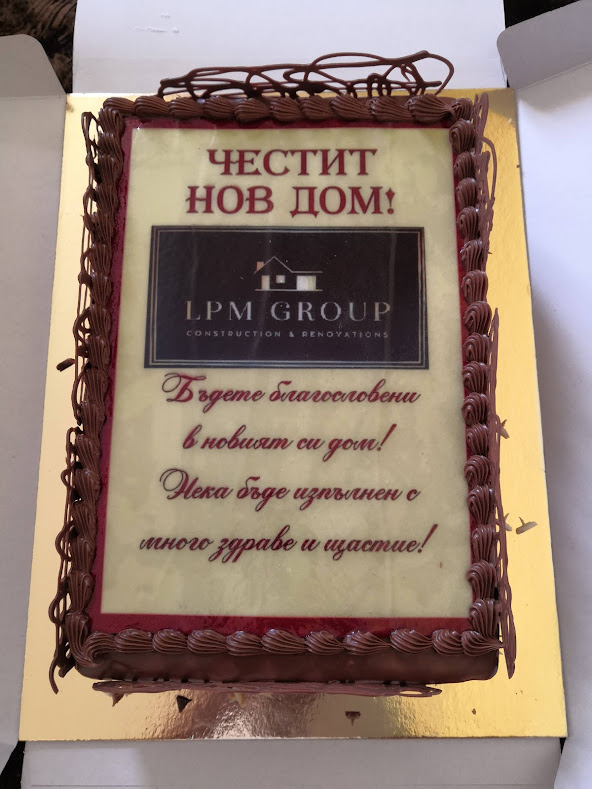 ЧЕСТИТ
НОВ ДОМ!
LPM GROUP
CONSTRUCTION & RENOVATIONS
Бъдете благословени
в новият си дом!
Нека бъде изпълнен с
много здраве и щастие!